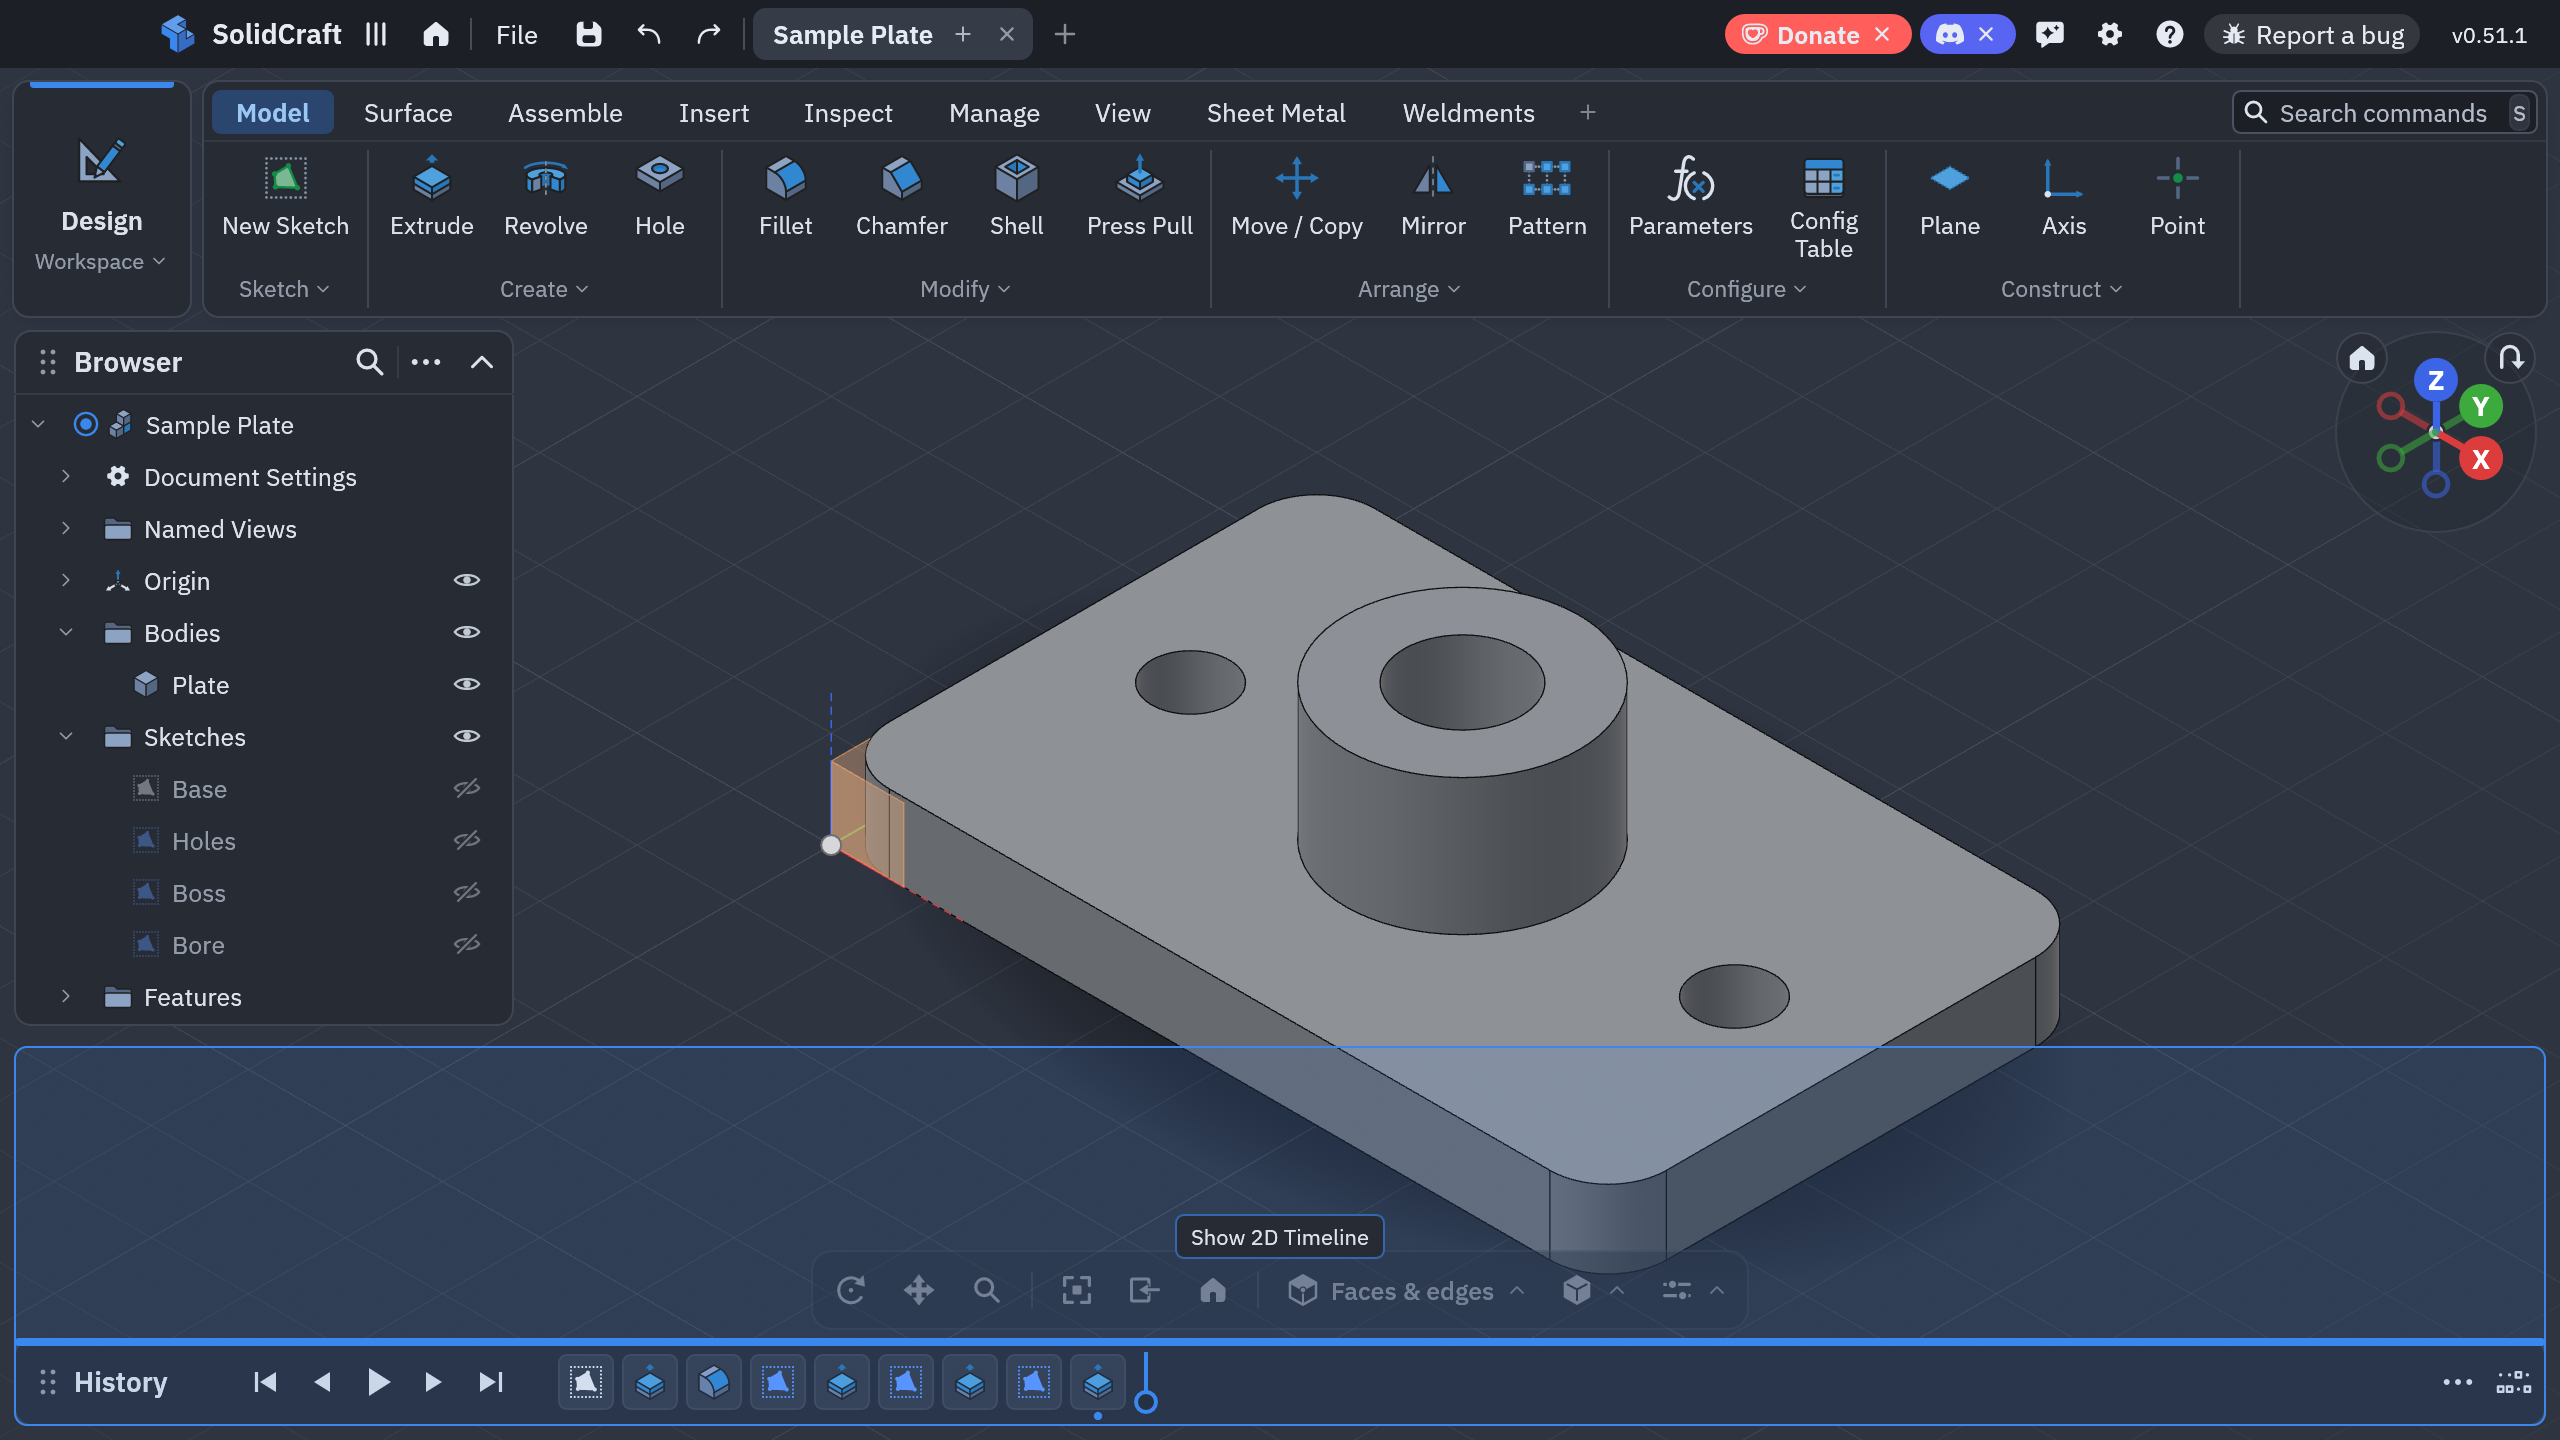 SolidCraft
File
Sample Plate
Donate
Report a bug
v0.51.1
Design
Workspace
Model Surface Assemble Insert Inspect Manage View Sheet Metal Weldments
Search commands S
New Sketch
Sketch
Extrude Revolve Hole
Create
Fillet Chamfer Shell Press Pull
Modify
Move / Copy Mirror Pattern
Arrange
Parameters Config
Table
Configure
Plane Axis Point
Construct
Browser
Sample Plate
Document Settings
Named Views
Origin
Bodies
Plate
Sketches
Base
Holes
Boss
Bore
Features
Z
Y
X
Show 2D Timeline
Faces & edges
History